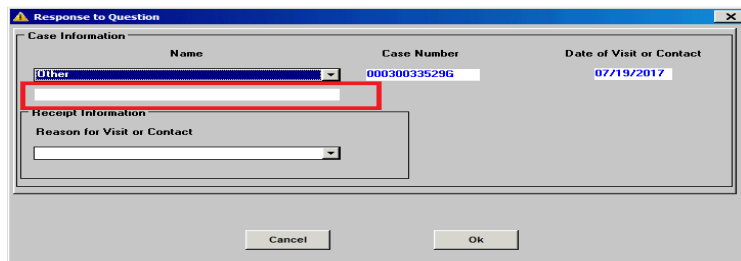 Response to Question
Case Information
Name Case Number Date of Visit or Contact
Other 00030033529G 07/19/2017
Receipt Information
Reason for Visit or Contact
Cancel Ok